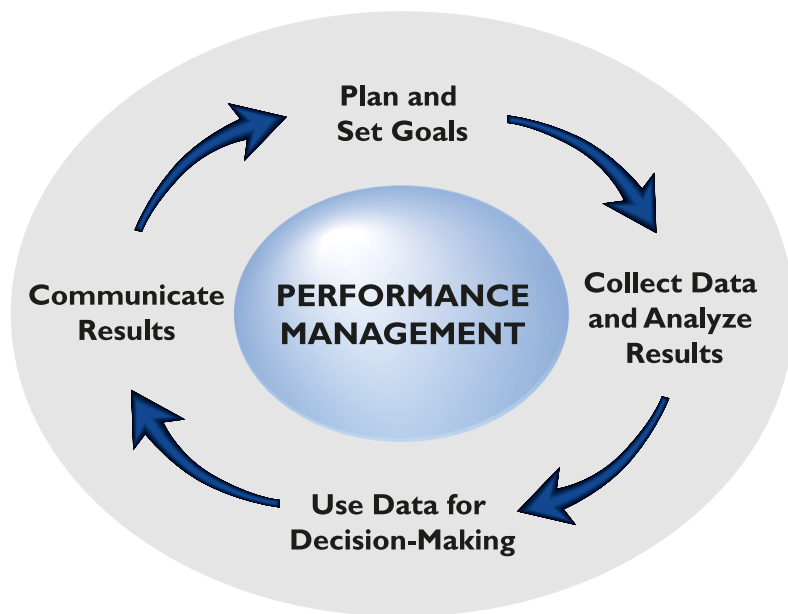 Plan and
Set Goals
Collect Data
and Analyze
Results
Use Data for
Decision-Making
Communicate
Results
PERFORMANCE
MANAGEMENT